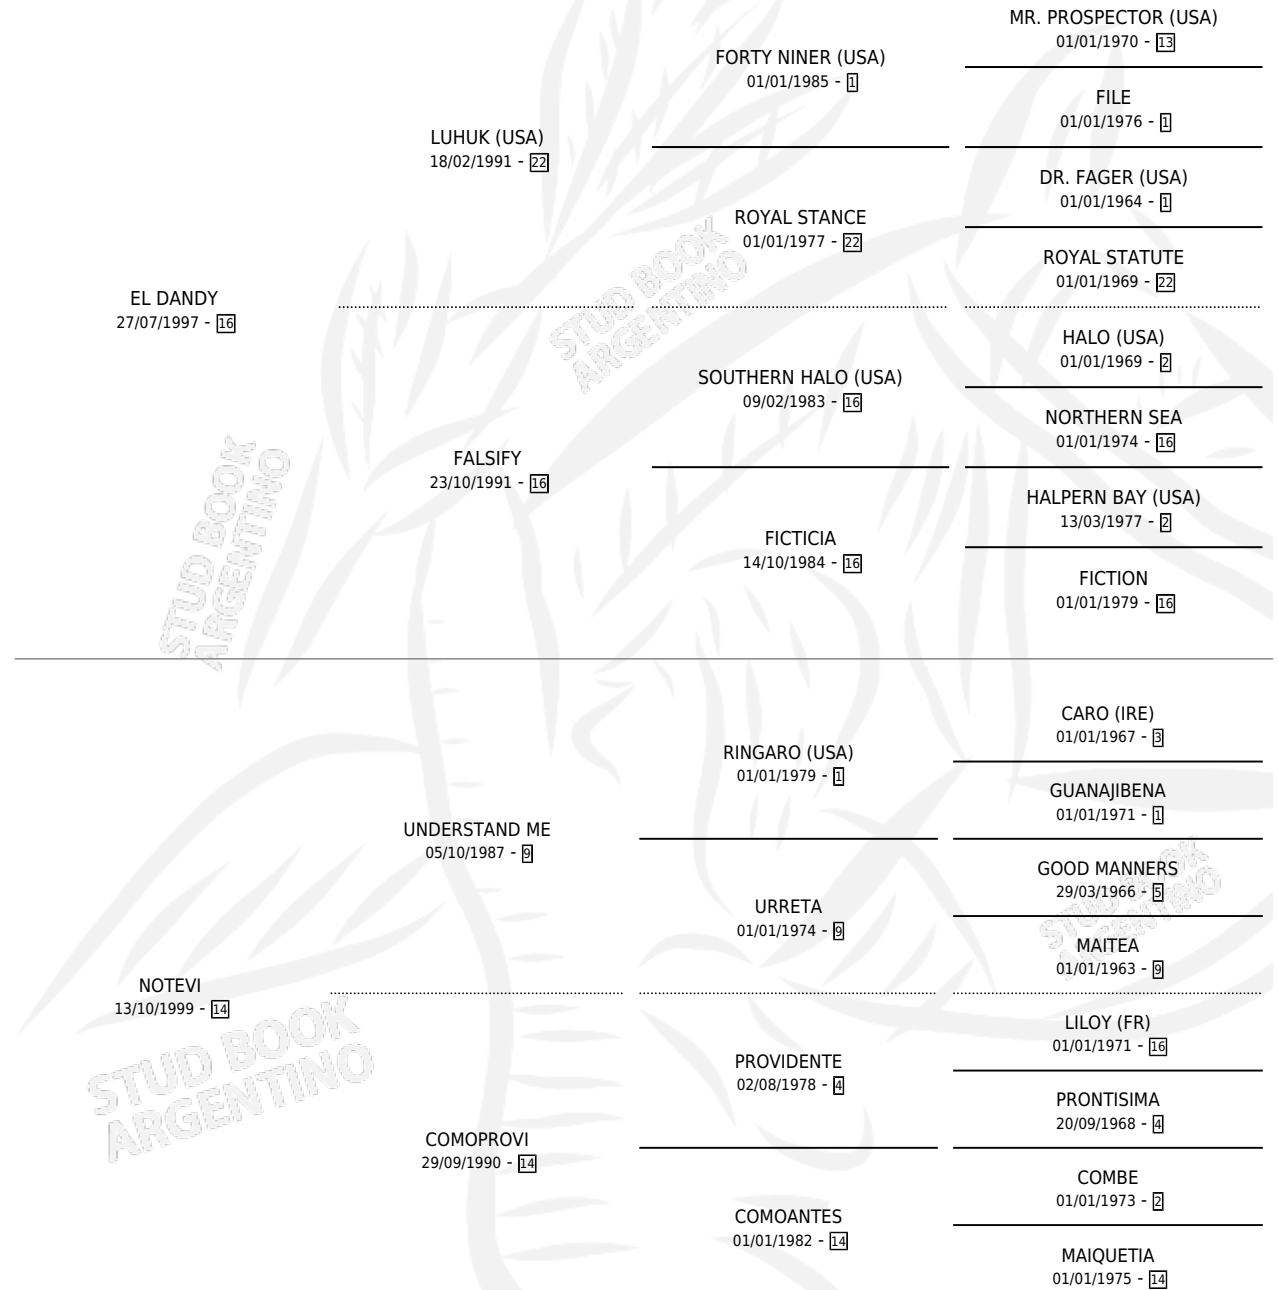 MR. PROSPECTOR (USA)
01/01/1970 - 13
FORTY NINER (USA)
01/01/1985 - 1
FILE
01/01/1976 - 1
LUHUK (USA)
18/02/1991 - 22
DR. FAGER (USA)
01/01/1964 - 1
ROYAL STANCE
01/01/1977 - 22
ROYAL STATUTE
01/01/1969 - 22
EL DANDY
27/07/1997 - 16
HALO (USA)
01/01/1969 - 2
SOUTHERN HALO (USA)
09/02/1983 - 16
NORTHERN SEA
01/01/1974 - 16
FALSIFY
23/10/1991 - 16
HALPERN BAY (USA)
13/03/1977 - 2
FICTICIA
14/10/1984 - 16
FICTION
01/01/1979 - 16
STUD BOOK
ARGENTINO
STUD BOOK
ARGENTINO
CARO (IRE)
01/01/1967 - 3
RINGARO (USA)
01/01/1979 - 1
GUANAJIBENA
01/01/1971 - 1
UNDERSTAND ME
05/10/1987 - 9
GOOD MANNERS
29/03/1966 - 5
URRETA
01/01/1974 - 9
MAITEA
01/01/1963 - 9
STUD BOOK
ARGENTINO
NOTEVI
13/10/1999 - 14
LILOY (FR)
01/01/1971 - 16
PROVIDENTE
02/08/1978 - 4
PRONTISIMA
20/09/1968 - 4
STUD BOOK
ARGENTINO
COMOPROVI
29/09/1990 - 14
COMBE
01/01/1973 - 2
COMOANTES
01/01/1982 - 14
MAIQUETIA
01/01/1975 - 14